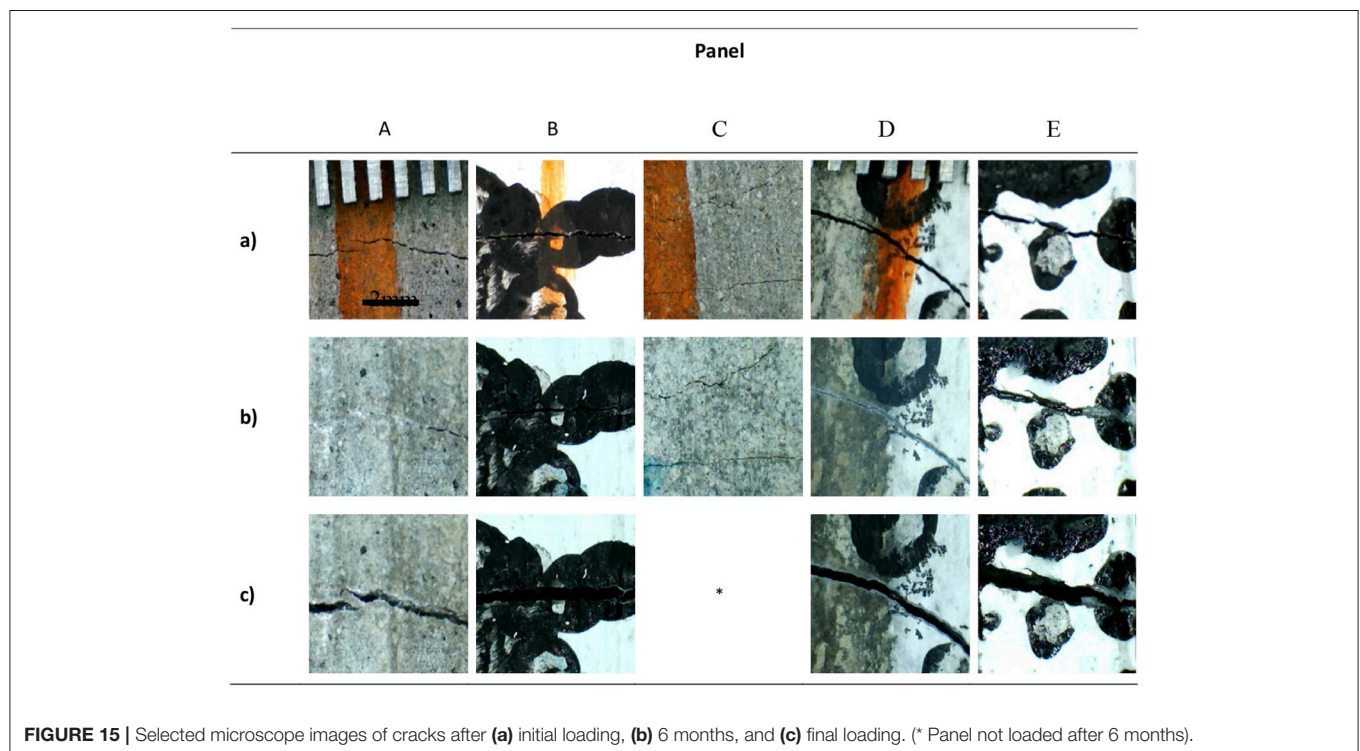 Panel
A B C D E
a)
2mm
b)
c) *
FIGURE 15 | Selected microscope images of cracks after (a) initial loading, (b) 6 months, and (c) final loading. (* Panel not loaded after 6 months).